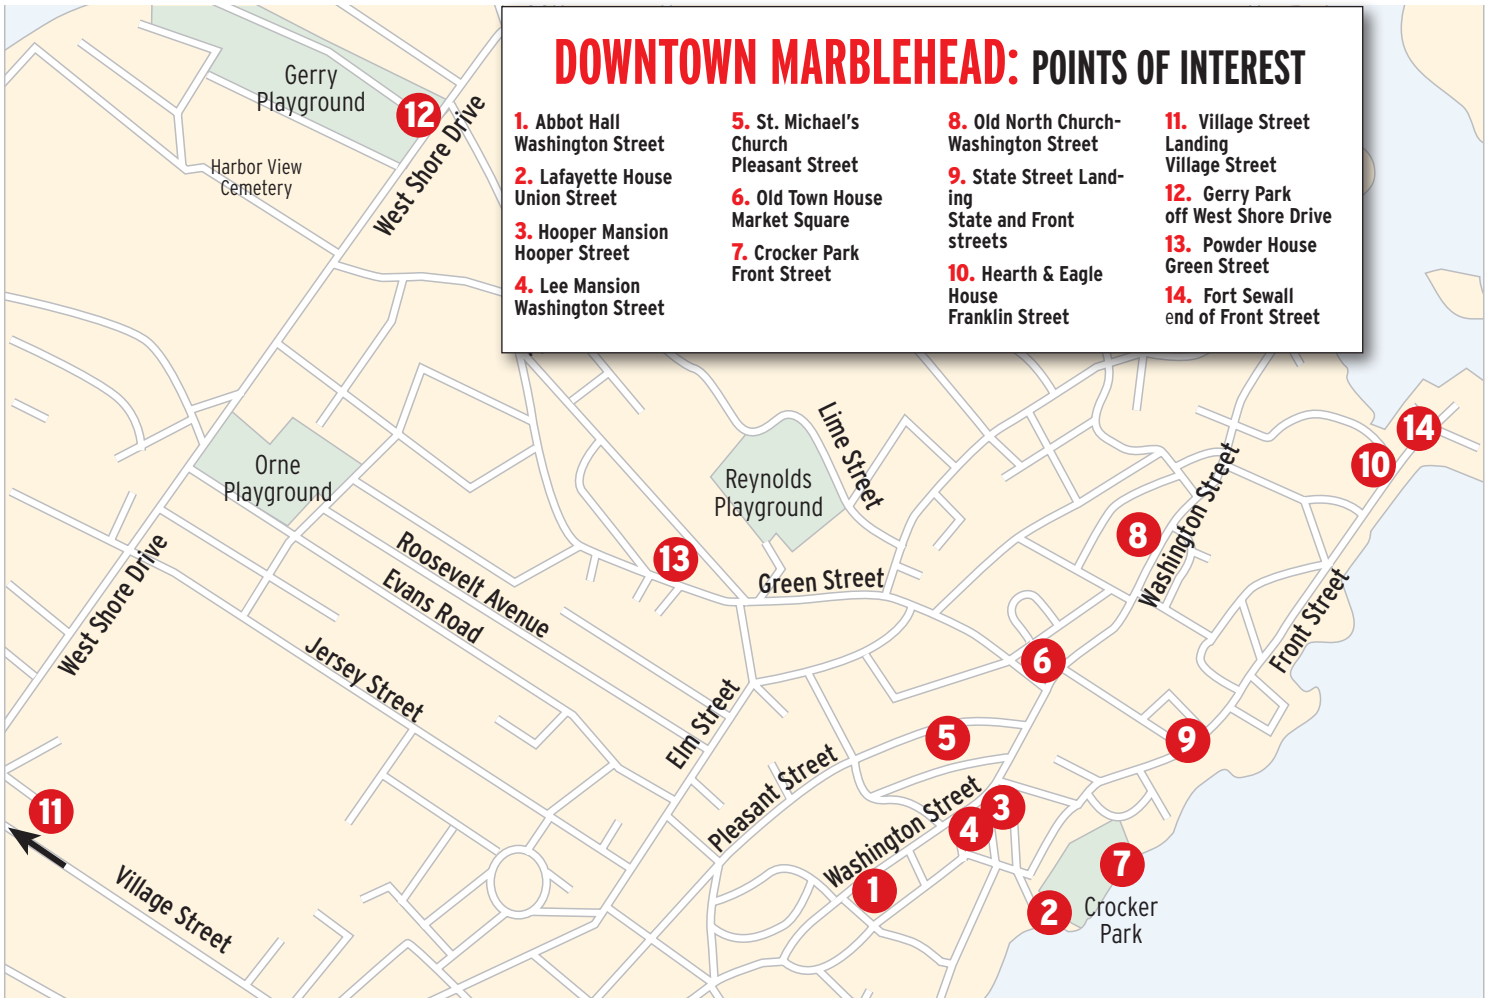 DOWNTOWN MARBLEHEAD: POINTS OF INTEREST
1. Abbot Hall
Washington Street
2. Lafayette House
Union Street
3. Hooper Mansion
Hooper Street
4. Lee Mansion
Washington Street
5. St. Michael's
Church
Pleasant Street
6. Old Town House
Market Square
7. Crocker Park
Front Street
8. Old North Church-
Washington Street
9. State Street Land-
ing
State and Front
streets
10. Hearth & Eagle
House
Franklin Street
11. Village Street
Landing
Village Street
12. Gerry Park
off West Shore Drive
13. Powder House
Green Street
14. Fort Sewall
end of Front Street
Gerry
Playground
12
West Shore Drive
Harbor View
Cemetery
Lime Street
14
10
Orne
Playground
Reynolds
Playground
Washington Street
8
13
Green Street
Roosevelt Avenue
Evans Road
West Shore Drive
Front Street
Jersey Street
6
Elm Street
5
9
Pleasant Street
11
Washington Street
3
4
7
1
2
Crocker
Park
Village Street